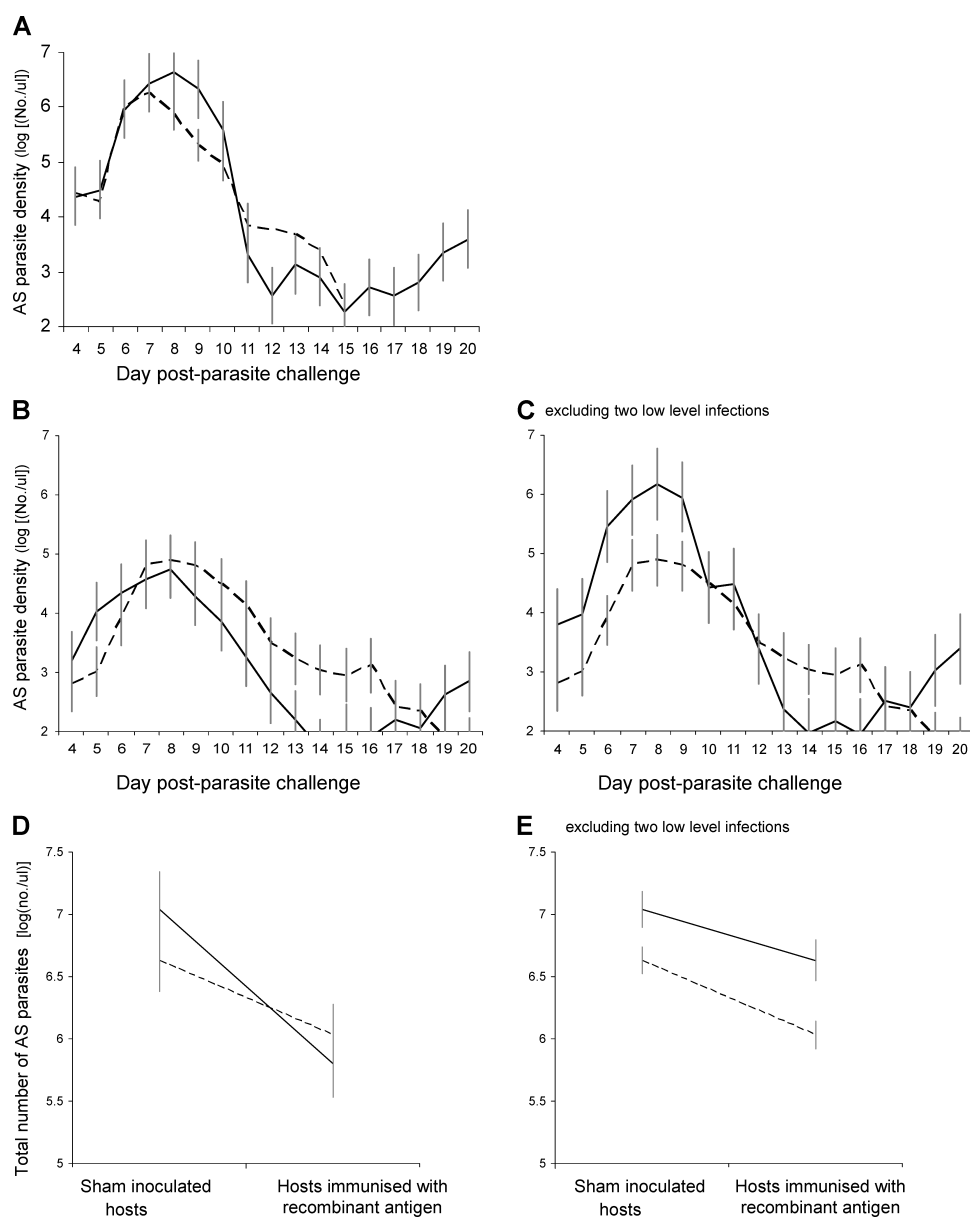 A
AS parasite density (log [(No./ul])
7
6
5
4
3
2
4 5 6 7 8 9 10 11 12 13 14 15 16 17 18 19 20
Day post-parasite challenge
B
AS parasite density (log [(No./ul])
7
6
5
4
3
2
4 5 6 7 8 9 10 11 12 13 14 15 16 17 18 19 20
Day post-parasite challenge
C excluding two low level infections
7
6
5
4
3
2
4 5 6 7 8 9 10 11 12 13 14 15 16 17 18 19 20
Day post-parasite challenge
D
Total number of AS parasites [log(no./ul)]
7.5
7
6.5
6
5.5
5
Sham inoculated
hosts
Hosts immunised with
recombinant antigen
E excluding two low level infections
7.5
7
6.5
6
5.5
5
Sham inoculated
hosts
Hosts immunised with
recombinant antigen